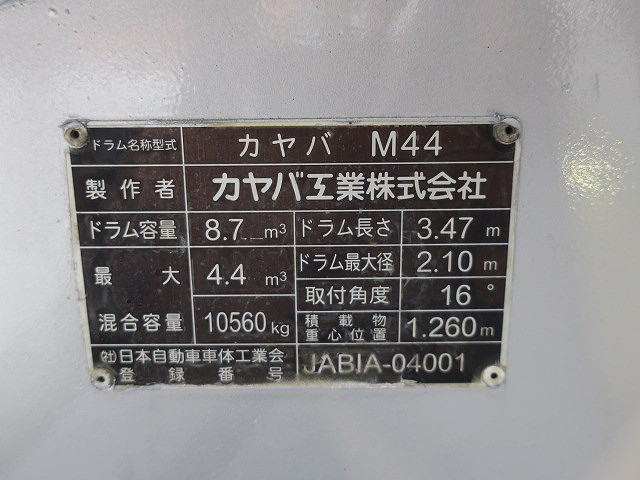 ドラム名称型式 カヤバ M44
製作者 カヤバ工業株式会社
ドラム容量 8.7 m³ ドラム長さ 3.47 m
最大 4.4 m³ ドラム最大径 2.10 m
取付角度 16°
混合容量 10560kg 積載物重心位置 1.260m
㈳日本自動車車体工業会
登録番号 JABIA-04001